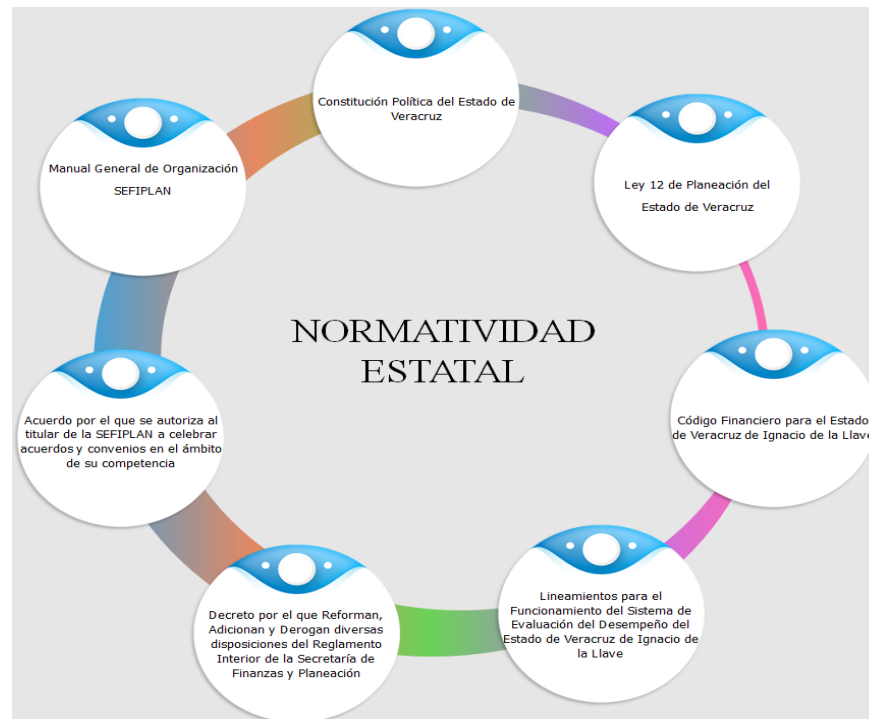 Constitución Política del Estado de
Veracruz
Ley 12 de Planeación del
Estado de Veracruz
Código Financiero para el Estado
de Veracruz de Ignacio de la Llave
Lineamientos para el
Funcionamiento del Sistema de
Evaluación del Desempeño del
Estado de Veracruz de Ignacio de
la Llave
Decreto por el que Reforman,
Adicionan y Derogan diversas
disposiciones del Reglamento
Interior de la Secretaría de
Finanzas y Planeación
Acuerdo por el que se autoriza al
titular de la SEFIPLAN a celebrar
acuerdos y convenios en el ámbito
de su competencia
Manual General de Organización
SEFIPLAN
NORMATIVIDAD
ESTATAL